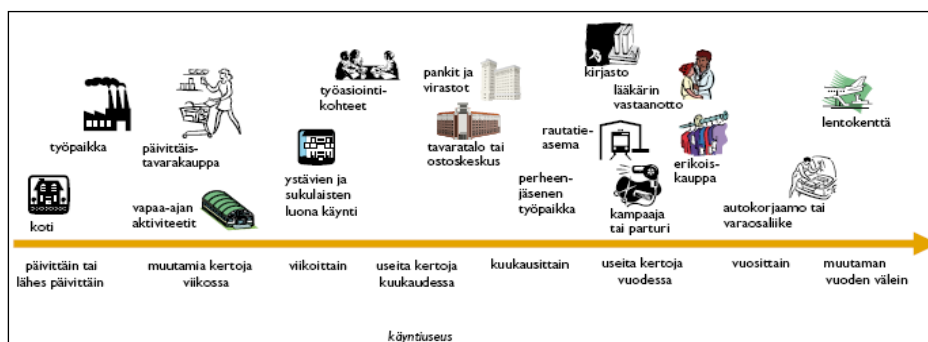 työpaikka
koti
päivittäis-
tavarakauppa
vapaa-ajan
aktiviteetit
työasiointi-
kohteet
ystävien ja
sukulaisten
luona käynti
pankit ja
virastot
tavaratalo tai
ostoskeskus
kirjasto
lääkärin
vastaanotto
rautatie-
asema
perheen-
jäsenen
työpaikka
kampaaja
tai parturi
erikois-
kauppa
autokorjaamo tai
varaosaliike
lentokenttä
päivittäin tai
lähes päivittäin
muutamia kertoja
viikossa
viikoittain
useita kertoja
kuukaudessa
kuukausittain
useita kertoja
vuodessa
vuosittain
muutaman
vuoden välein
käyntiuseus